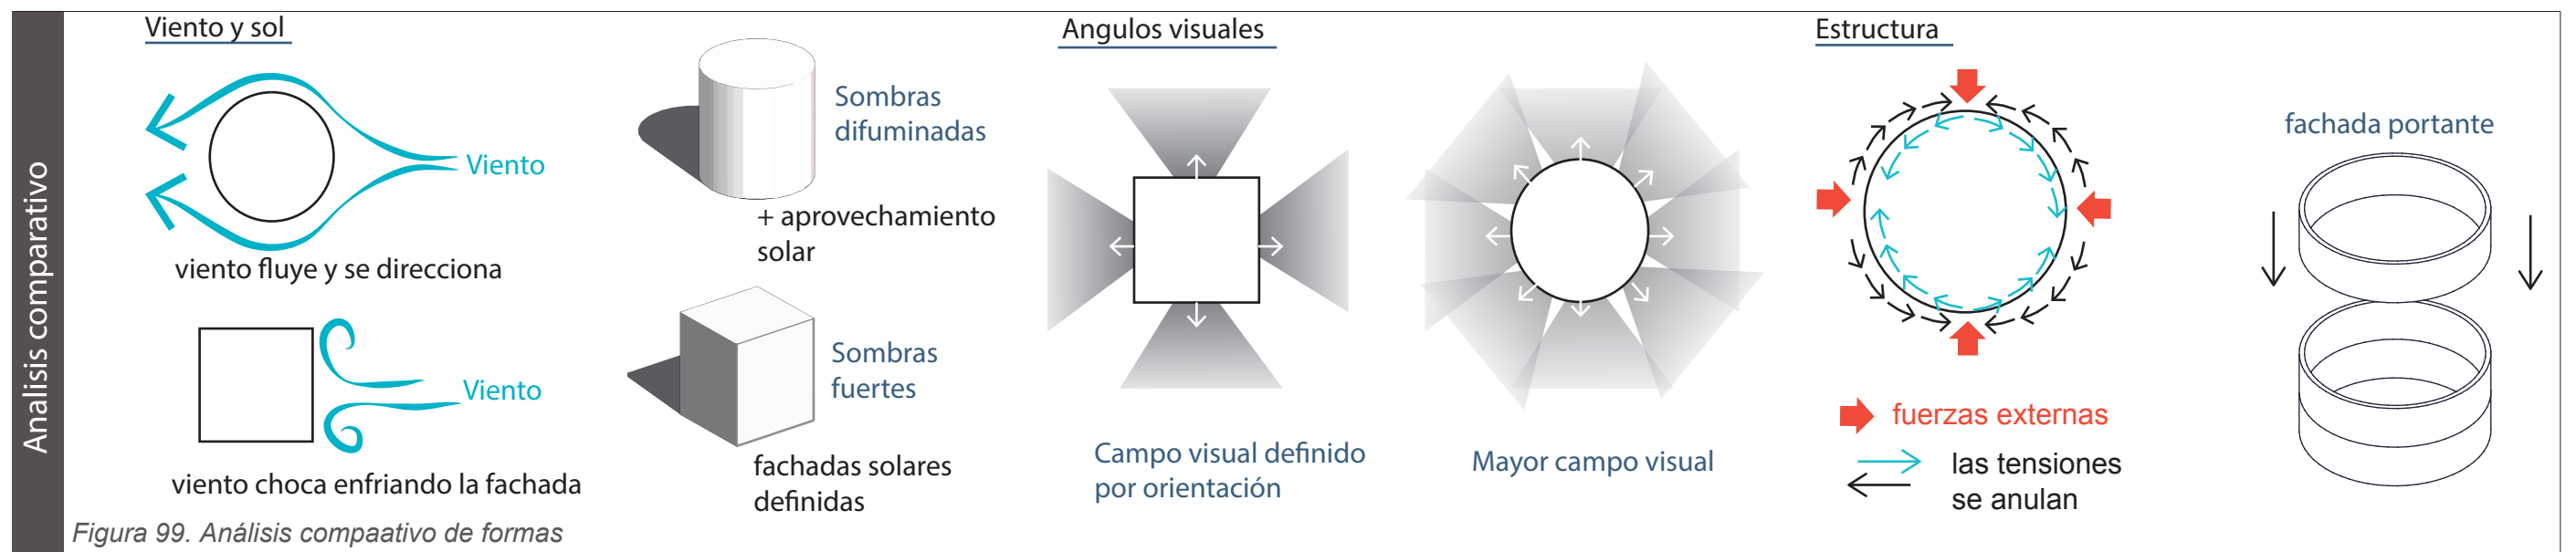 Analisis comparativo
Viento y sol
Viento
viento fluye y se direcciona
Viento
viento choca enfriando la fachada
Sombras
difuminadas
+ aprovechamiento
solar
Sombras
fuertes
fachadas solares
definidas
Angulos visuales
Campo visual definido
por orientación
Mayor campo visual
Estructura
fuerzas externas
las tensiones
se anulan
fachada portante
Figura 99. Análisis compaativo de formas